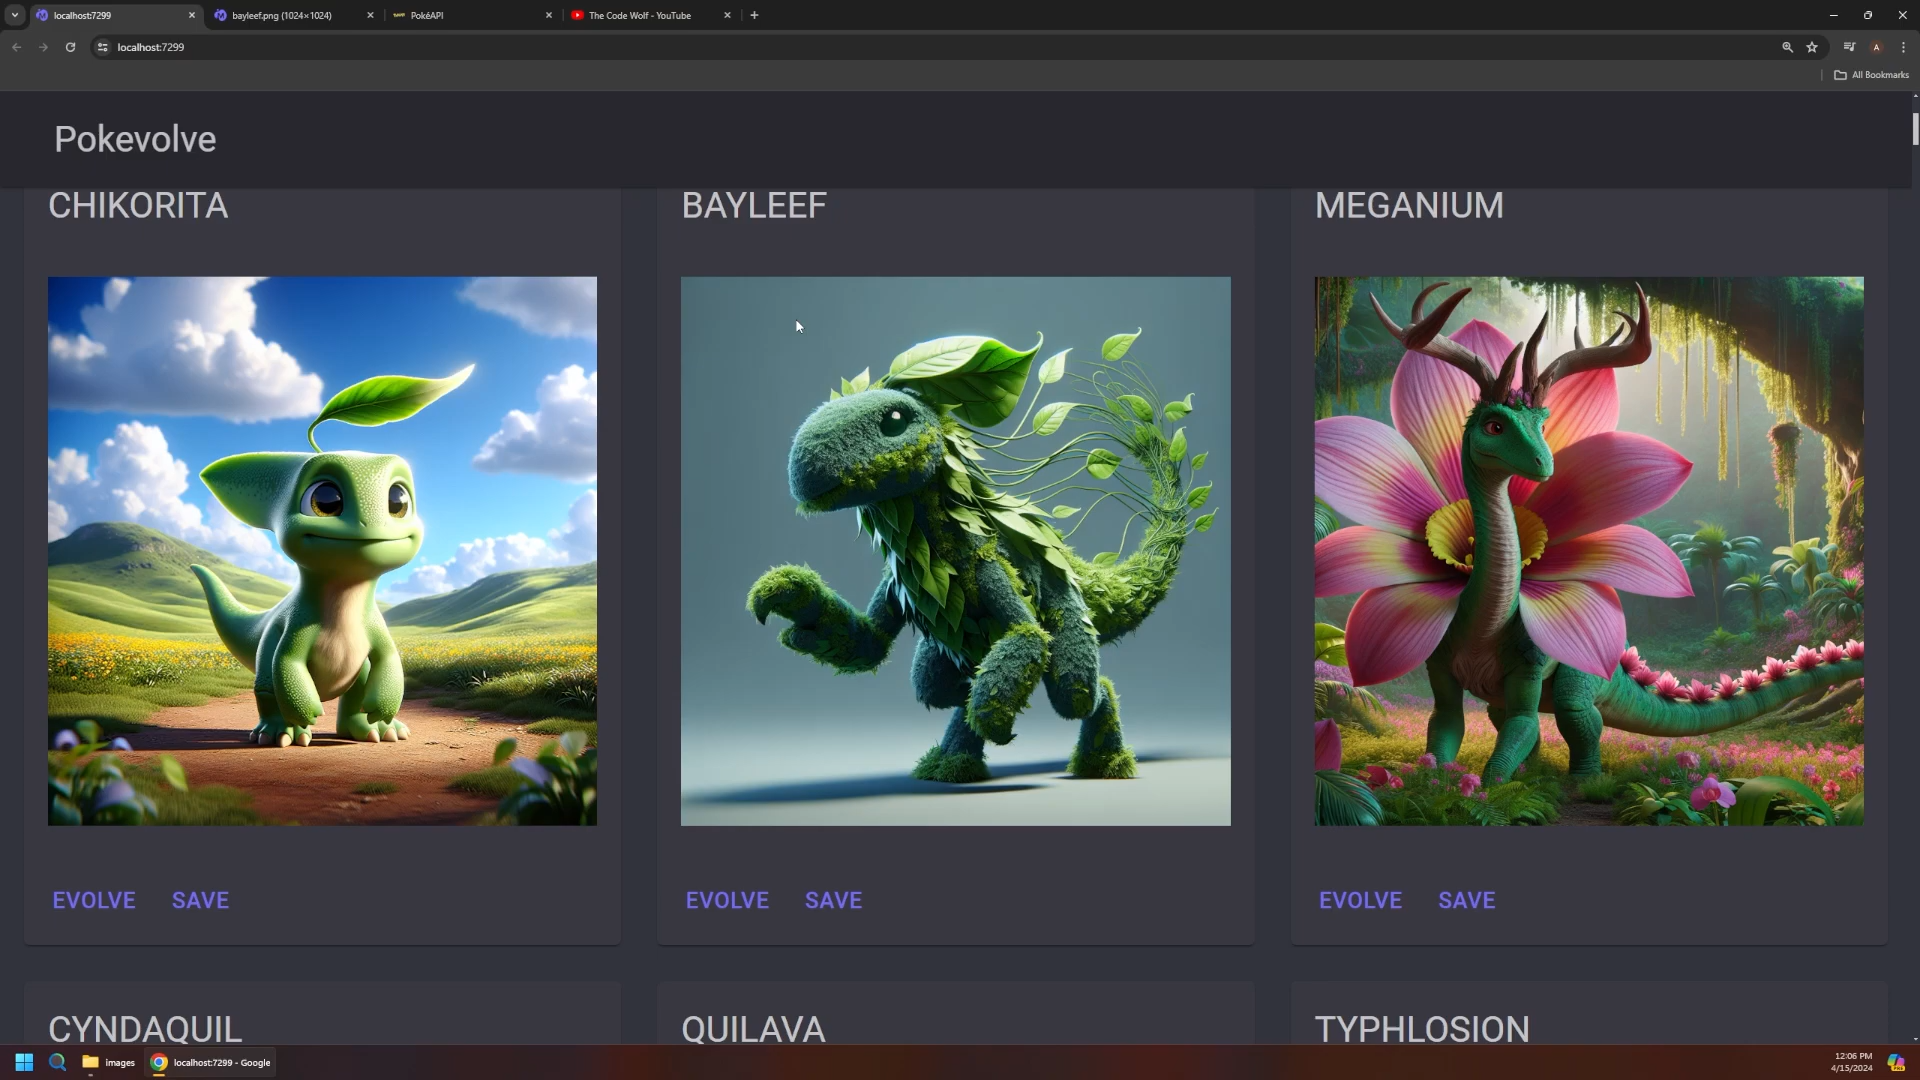 localhost:7299
bayleef.png (1024×1024)
PokéAPI
The Code Wolf - YouTube
localhost:7299
A
All Bookmarks
Pokevolve
CHIKORITA
BAYLEEF
MEGANIUM
EVOLVE SAVE
EVOLVE SAVE
EVOLVE SAVE
CYNDAQUIL
QUILAVA
TYPHLOSION
images
localhost:7299 - Google
12:06 PM
4/15/2024